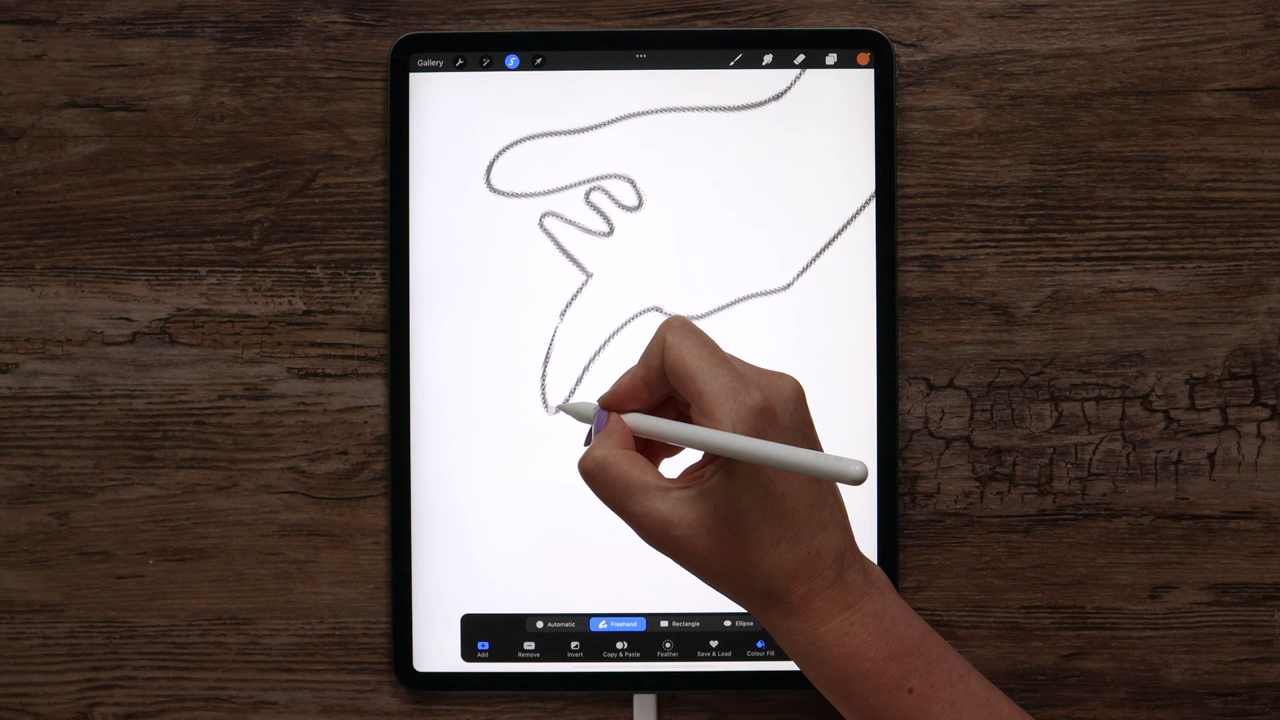 Gallery
Automatic Freehand Rectangle Ellipse
Add Remove Invert Copy & Paste Feather Save & Load Colour Fill